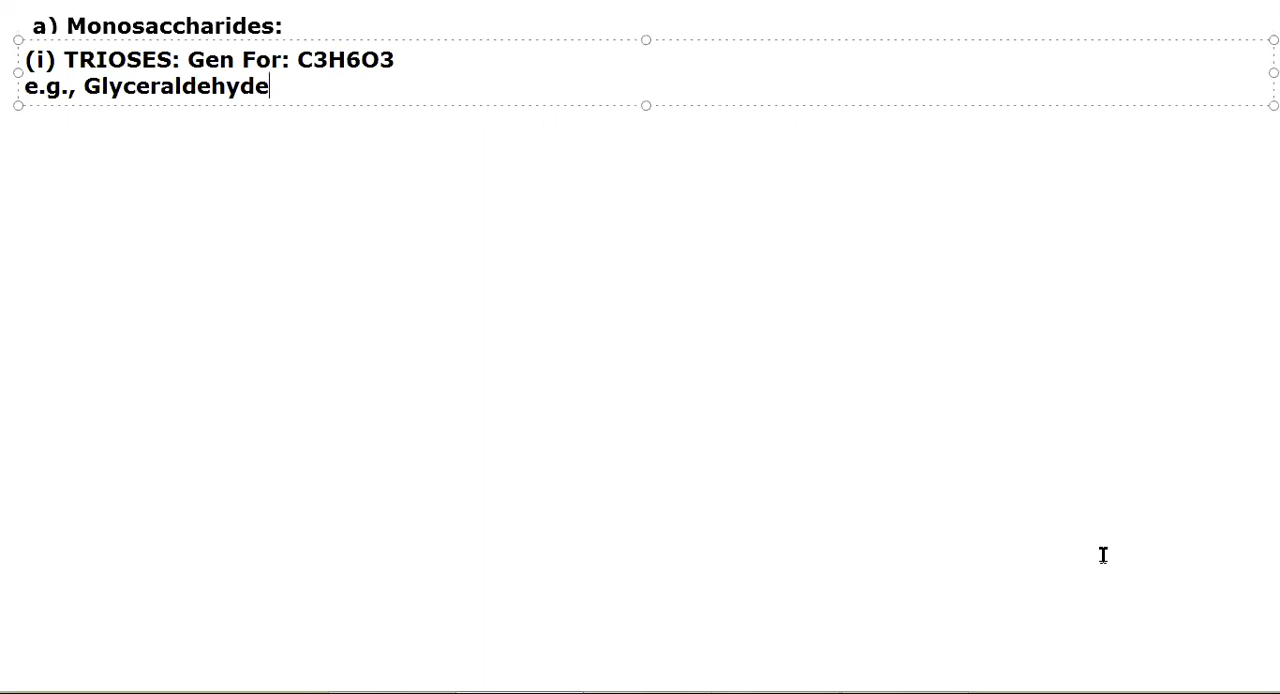 a) Monosaccharides:
(i) TRIOSES: Gen For: C3H6O3
e.g., Glyceraldehyde